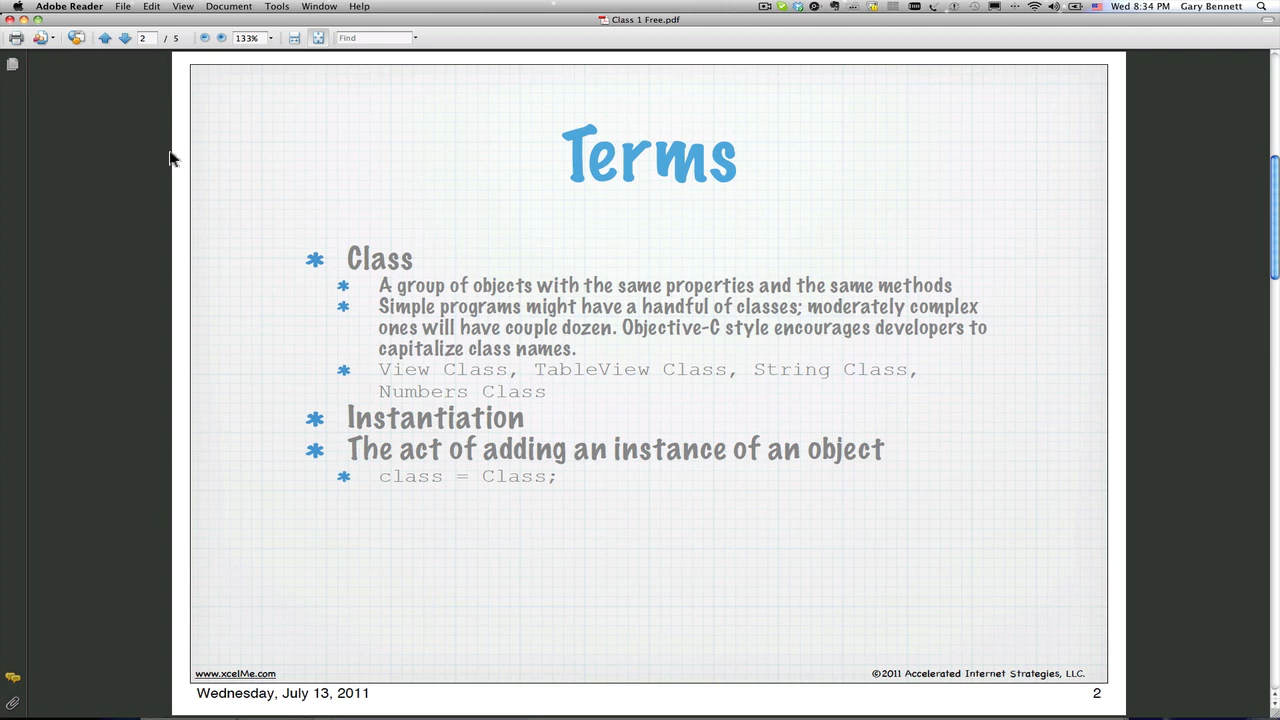 Adobe Reader File Edit View Document Tools Window Help Wed 8:34 PM Gary Bennett
Class 1 Free.pdf
2 / 5 133% Find
Terms
Class
A group of objects with the same properties and the same methods
Simple programs might have a handful of classes; moderately complex
ones will have couple dozen. Objective-C style encourages developers to
capitalize class names.
View Class, TableView Class, String Class,
Numbers Class
Instantiation
The act of adding an instance of an object
class = Class;
www.xcelMe.com ©2011 Accelerated Internet Strategies, LLC.
Wednesday, July 13, 2011 2